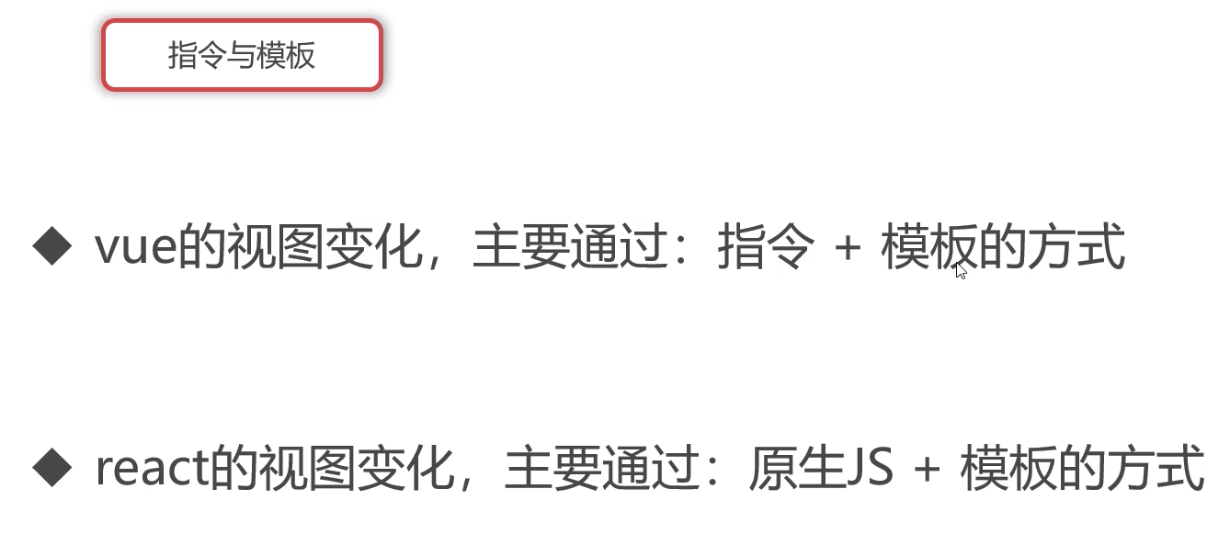 指令与模板
◆ vue的视图变化，主要通过：指令 + 模板的方式
◆ react的视图变化，主要通过：原生JS + 模板的方式